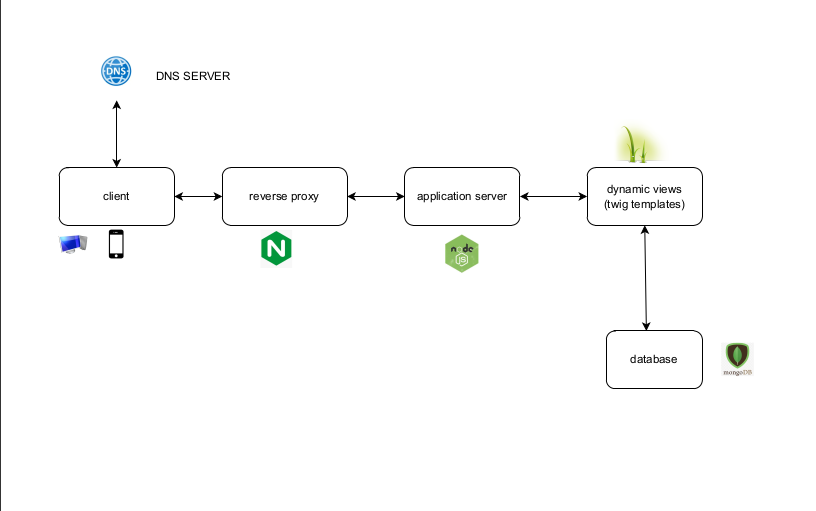 DNS
DNS SERVER
client
reverse proxy
application server
dynamic views
(twig templates)
N
node
JS
database
mongoDB